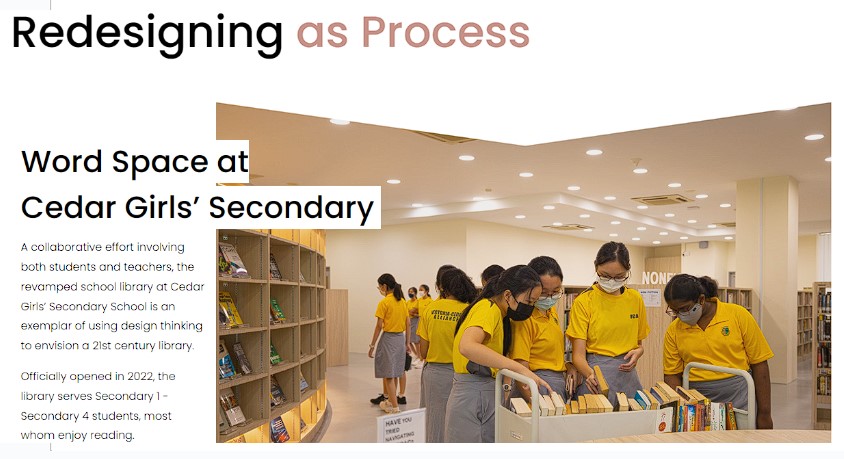 Redesigning as Process
Word Space at
Cedar Girls’ Secondary
A collaborative effort involving
both students and teachers, the
revamped school library at Cedar
Girls’ Secondary School is an
exemplar of using design thinking
to envision a 21st century library.
Officially opened in 2022, the
library serves Secondary 1 -
Secondary 4 students, most
whom enjoy reading.
NONF
HAVE YOU
TRIED
NAVIGATING